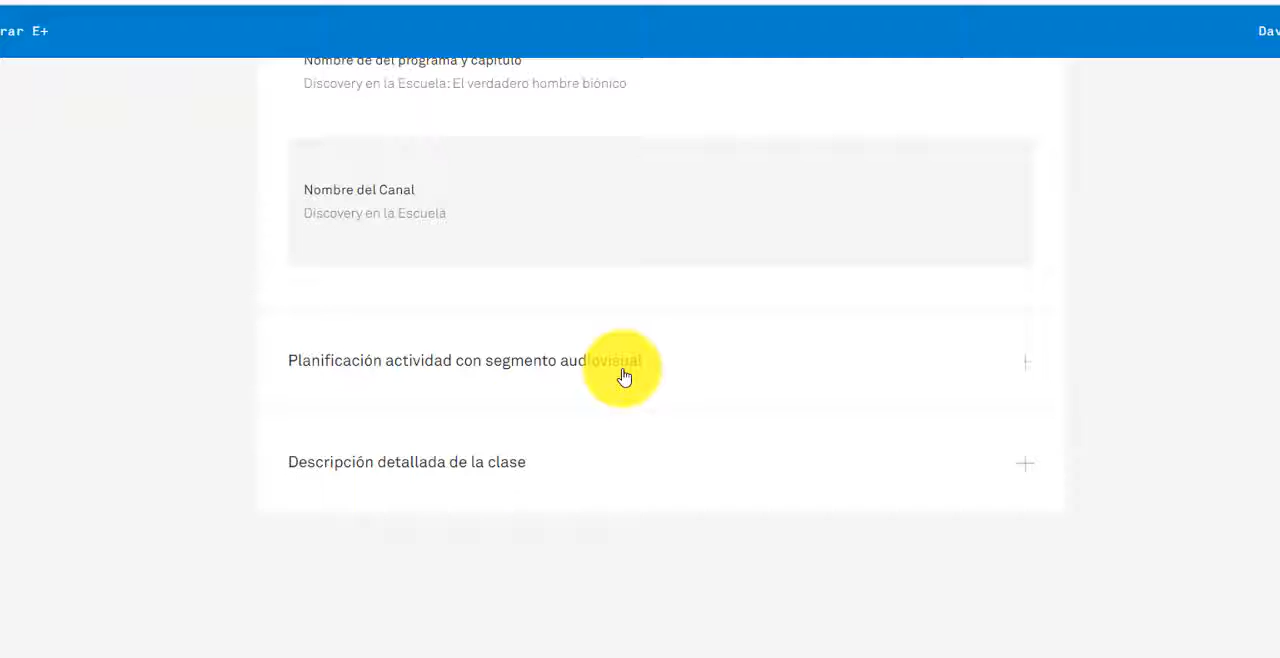 rar E+
Dav
Nombre de del programa y capítulo
Discovery en la Escuela: El verdadero hombre biónico
Nombre del Canal
Discovery en la Escuela
Planificación actividad con segmento audiovisual
Descripción detallada de la clase